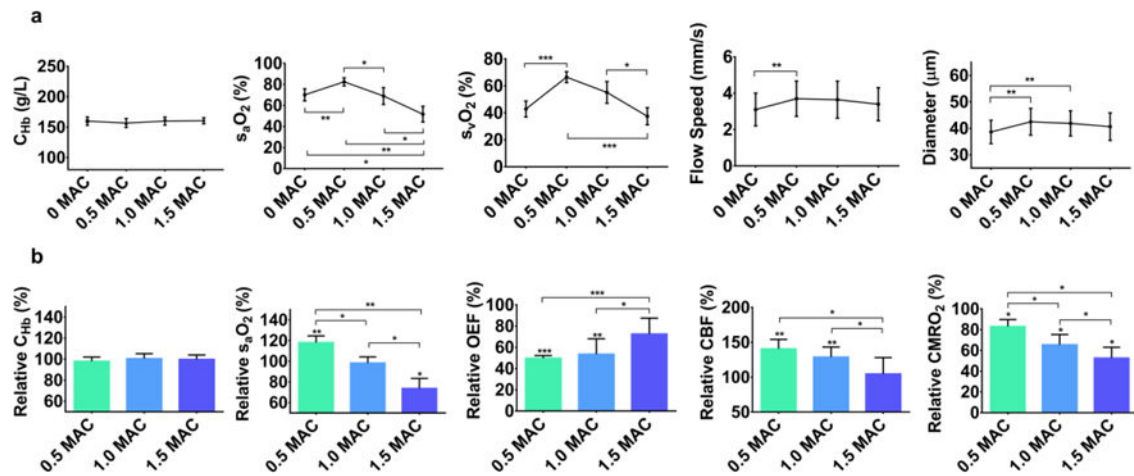 a
C_Hb (g/L)
250
200
150
100
0 MAC
0.5 MAC
1.0 MAC
1.5 MAC
s_aO_2 (%)
100
80
60
40
20
0
*
**
*
**
*
0 MAC
0.5 MAC
1.0 MAC
1.5 MAC
s_vO_2 (%)
100
80
60
40
20
0
***
*
***
0 MAC
0.5 MAC
1.0 MAC
1.5 MAC
Flow Speed (mm/s)
6
4
2
0
**
0 MAC
0.5 MAC
1.0 MAC
1.5 MAC
Diameter (μm)
60
50
40
30
**
**
0 MAC
0.5 MAC
1.0 MAC
1.5 MAC
b
Relative C_Hb (%)
140
120
100
80
60
0.5 MAC
1.0 MAC
1.5 MAC
Relative s_aO_2 (%)
120
100
80
60
**
*
*
**
*
0.5 MAC
1.0 MAC
1.5 MAC
Relative OEF (%)
100
80
60
40
20
0
***
*
***
**
0.5 MAC
1.0 MAC
1.5 MAC
Relative CBF (%)
200
150
100
50
*
*
**
**
0.5 MAC
1.0 MAC
1.5 MAC
Relative CMRO_2 (%)
100
80
60
40
20
0
*
*
*
*
*
*
0.5 MAC
1.0 MAC
1.5 MAC